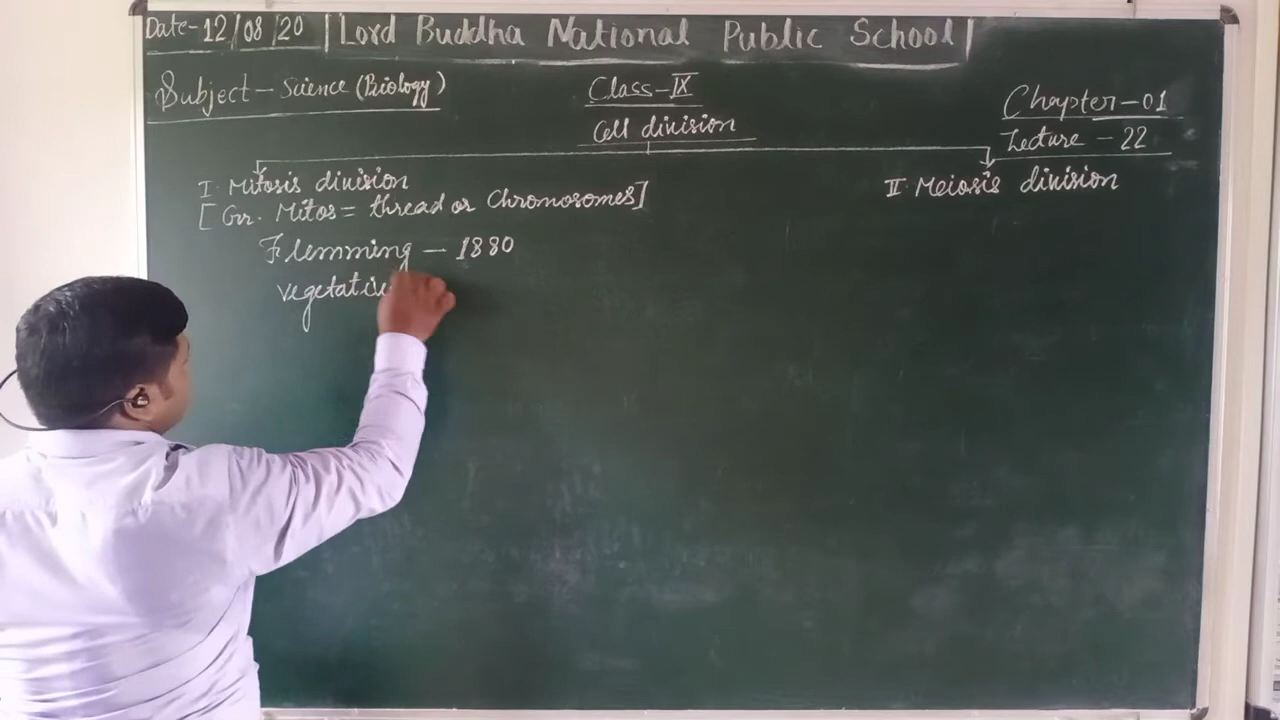 Date-12/08/20 | Lord Buddha National Public School |
Subject - Science (Biology)
Class-IX
Cell division
Chapter-01
Lecture - 22
I. Mitosis division
[Gr. Mitos = thread or Chromosomes]
Flemming - 1880
vegetativ
II. Meiosis division